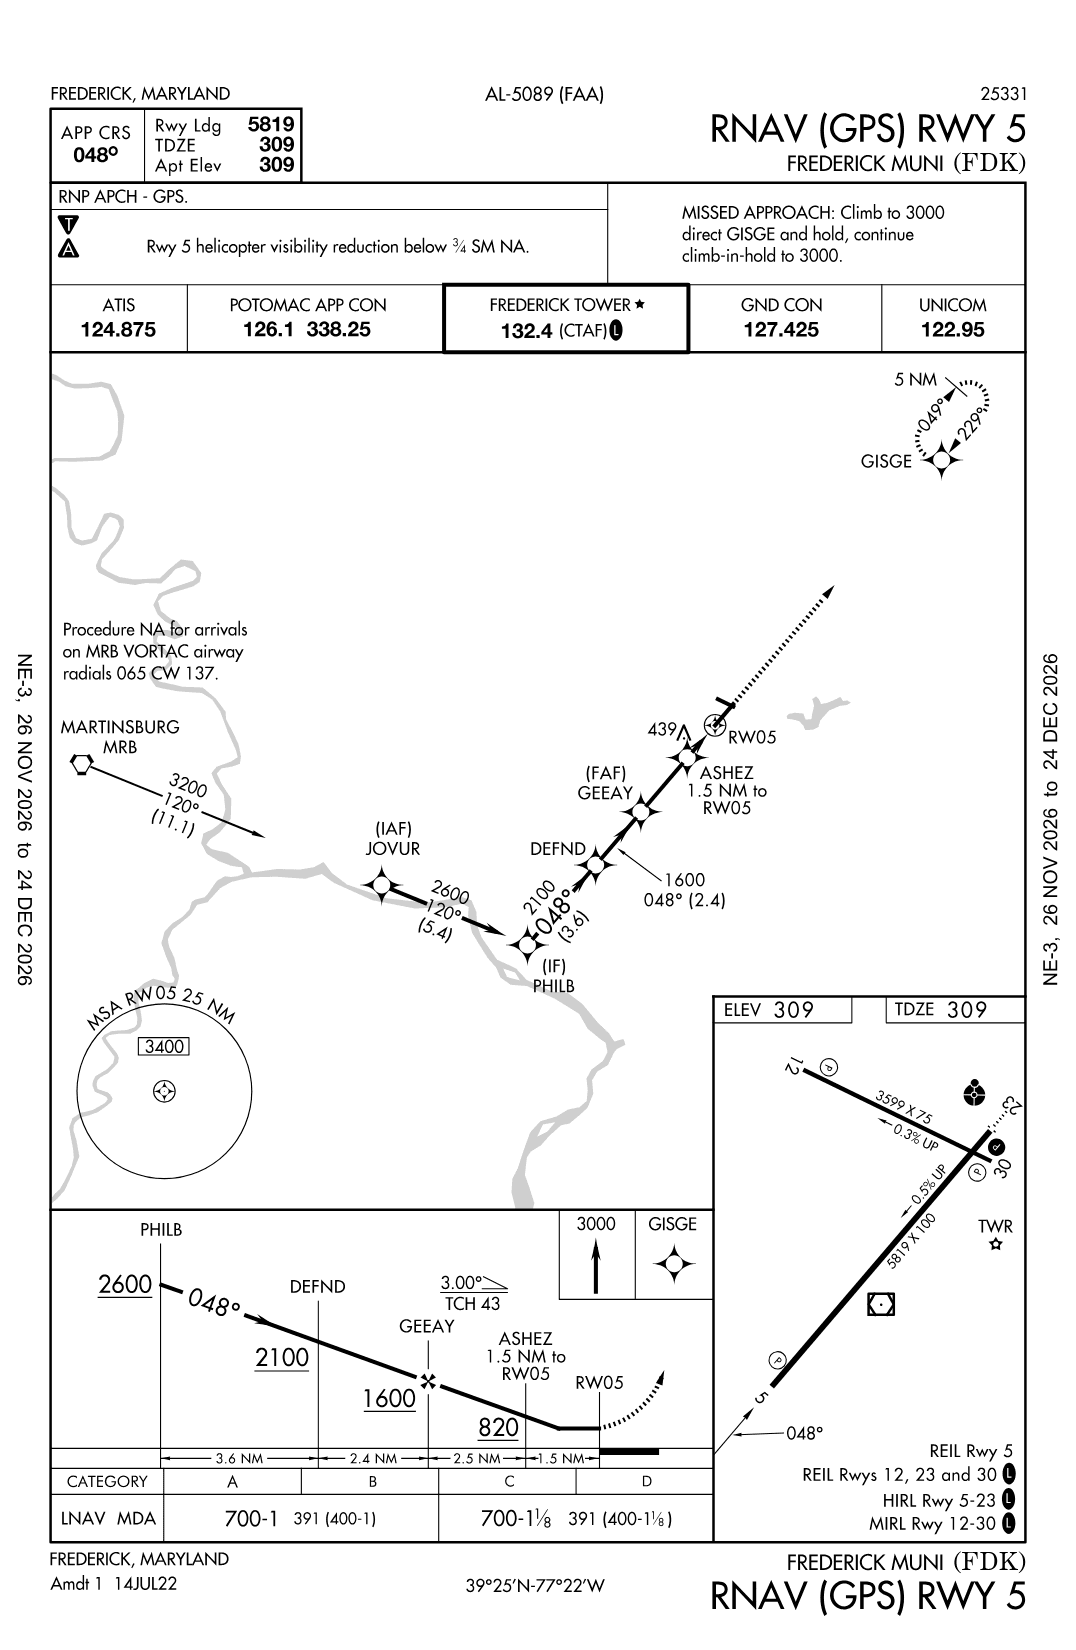 FREDERICK, MARYLAND
AL-5089 (FAA)
25331
APP CRS
048°
Rwy Ldg 5819
TDZE 309
Apt Elev 309
RNAV (GPS) RWY 5
FREDERICK MUNI (FDK)
RNP APCH - GPS.
T
A
Rwy 5 helicopter visibility reduction below ¾ SM NA.
MISSED APPROACH: Climb to 3000
direct GISGE and hold, continue
climb-in-hold to 3000.
ATIS
124.875
POTOMAC APP CON
126.1 338.25
FREDERICK TOWER ★
132.4 (CTAF) L
GND CON
127.425
UNICOM
122.95
5 NM
049°
229°
GISGE
Procedure NA for arrivals
on MRB VORTAC airway
radials 065 CW 137.
MARTINSBURG
MRB
3200
120°
(11.1)
(IAF)
JOVUR
2600
120°
(5.4)
(IF)
PHILB
2100
048°
(3.6)
DEFND
1600
048° (2.4)
(FAF)
GEEAY
439
ASHEZ
1.5 NM to
RW05
RW05
MSA RW05 25 NM
3400
ELEV 309
TDZE 309
12
P
3599 X 75
0.3% UP
23
P
P
30
0.5% UP
5819 X 100
TWR
P
5
048°
REIL Rwy 5
REIL Rwys 12, 23 and 30 L
HIRL Rwy 5-23 L
MIRL Rwy 12-30 L
PHILB
2600
048°
DEFND
2100
GEEAY
1600
3.00°
TCH 43
ASHEZ
1.5 NM to
RW05
820
RW05
3000
GISGE
3.6 NM
2.4 NM
2.5 NM
1.5 NM
CATEGORY A B C D
LNAV MDA 700-1 391 (400-1) 700-1⅛ 391 (400-1⅛)
FREDERICK, MARYLAND
Amdt 1 14JUL22
39°25'N-77°22'W
FREDERICK MUNI (FDK)
RNAV (GPS) RWY 5
NE-3, 26 NOV 2026 to 24 DEC 2026
NE-3, 26 NOV 2026 to 24 DEC 2026